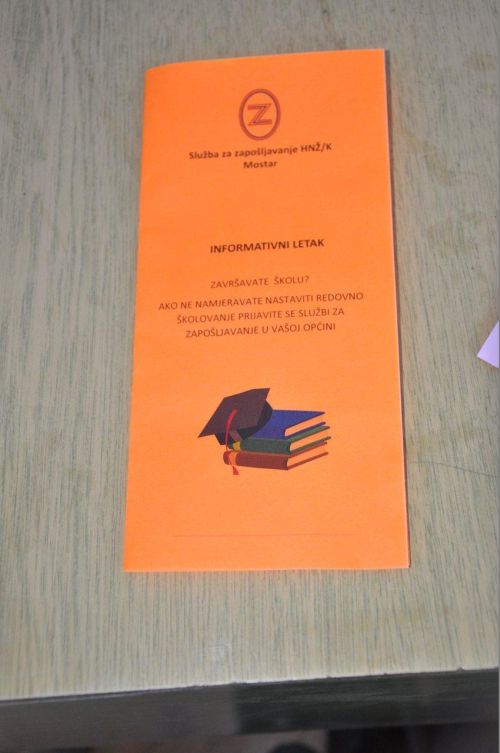 Z
Služba za zapošljavanje HNŽ/K
Mostar
INFORMATIVNI LETAK
ZAVRŠAVATE ŠKOLU?
AKO NE NAMJERAVATE NASTAVITI REDOVNO
ŠKOLOVANJE PRIJAVITE SE SLUŽBI ZA
ZAPOŠLJAVANJE U VAŠOJ OPĆINI